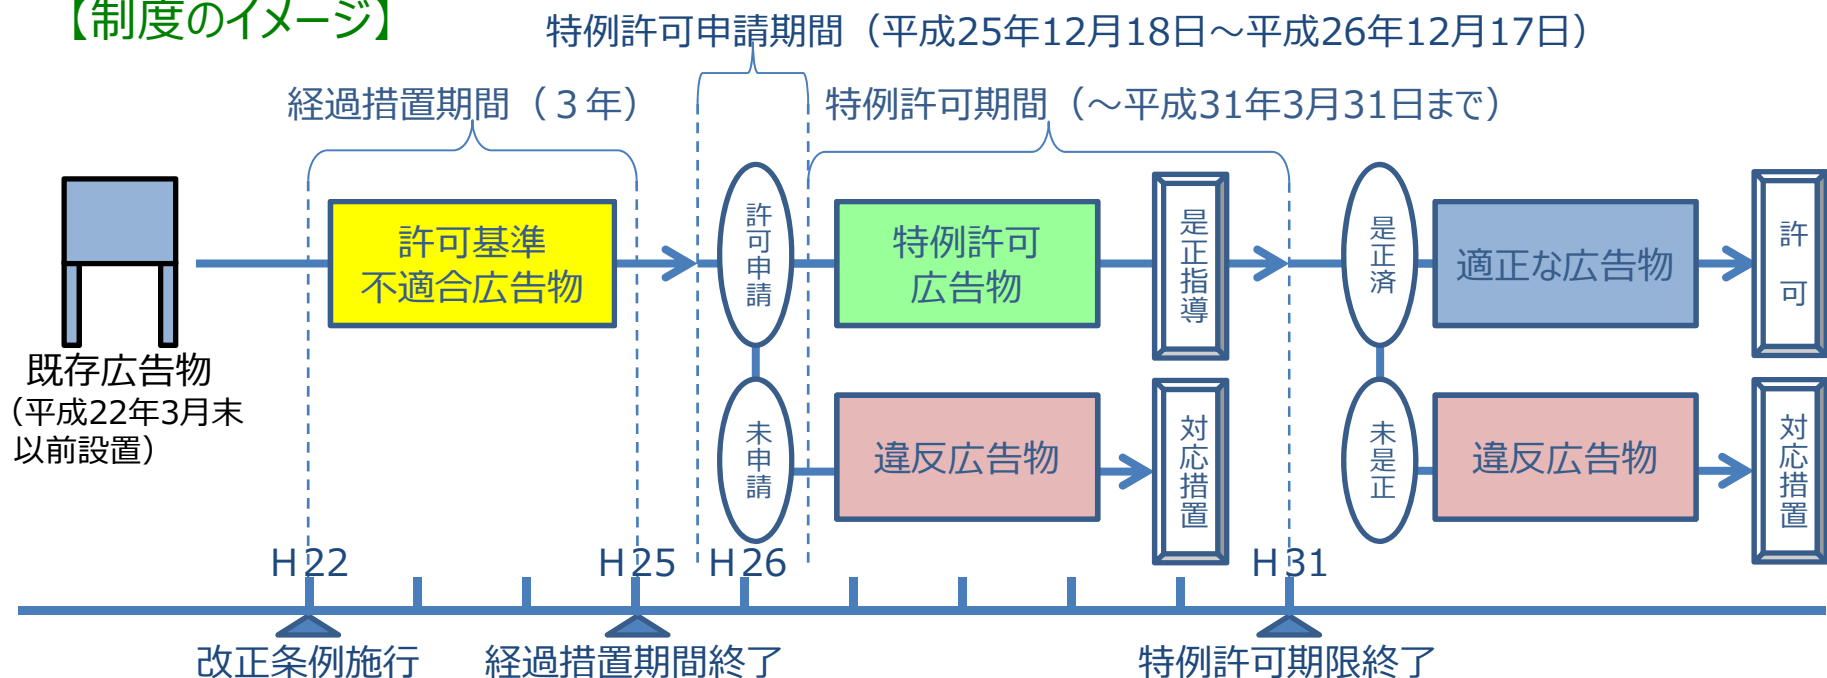 【制度のイメージ】
特例許可申請期間（平成25年12月18日～平成26年12月17日）
経過措置期間（３年）
特例許可期間（～平成31年3月31日まで）
既存広告物
（平成22年3月末
以前設置）
許可基準
不適合広告物
許可申請
特例許可
広告物
是正指導
是正済
適正な広告物
許可
未申請
違反広告物
対応措置
未是正
違反広告物
対応措置
H22
H25
H26
H31
改正条例施行
経過措置期間終了
特例許可期限終了